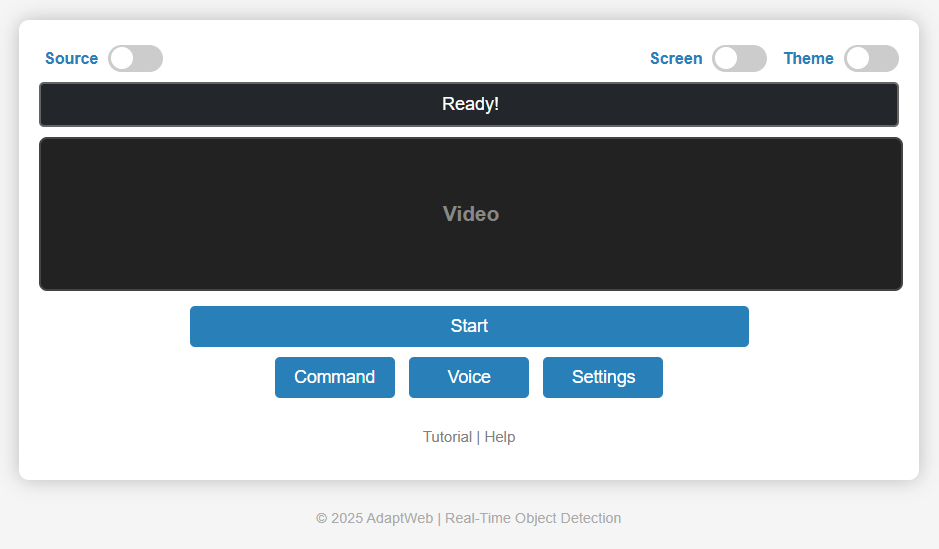 Source Screen Theme
Ready!
Video
Start
Command Voice Settings
Tutorial | Help
© 2025 AdaptWeb | Real-Time Object Detection